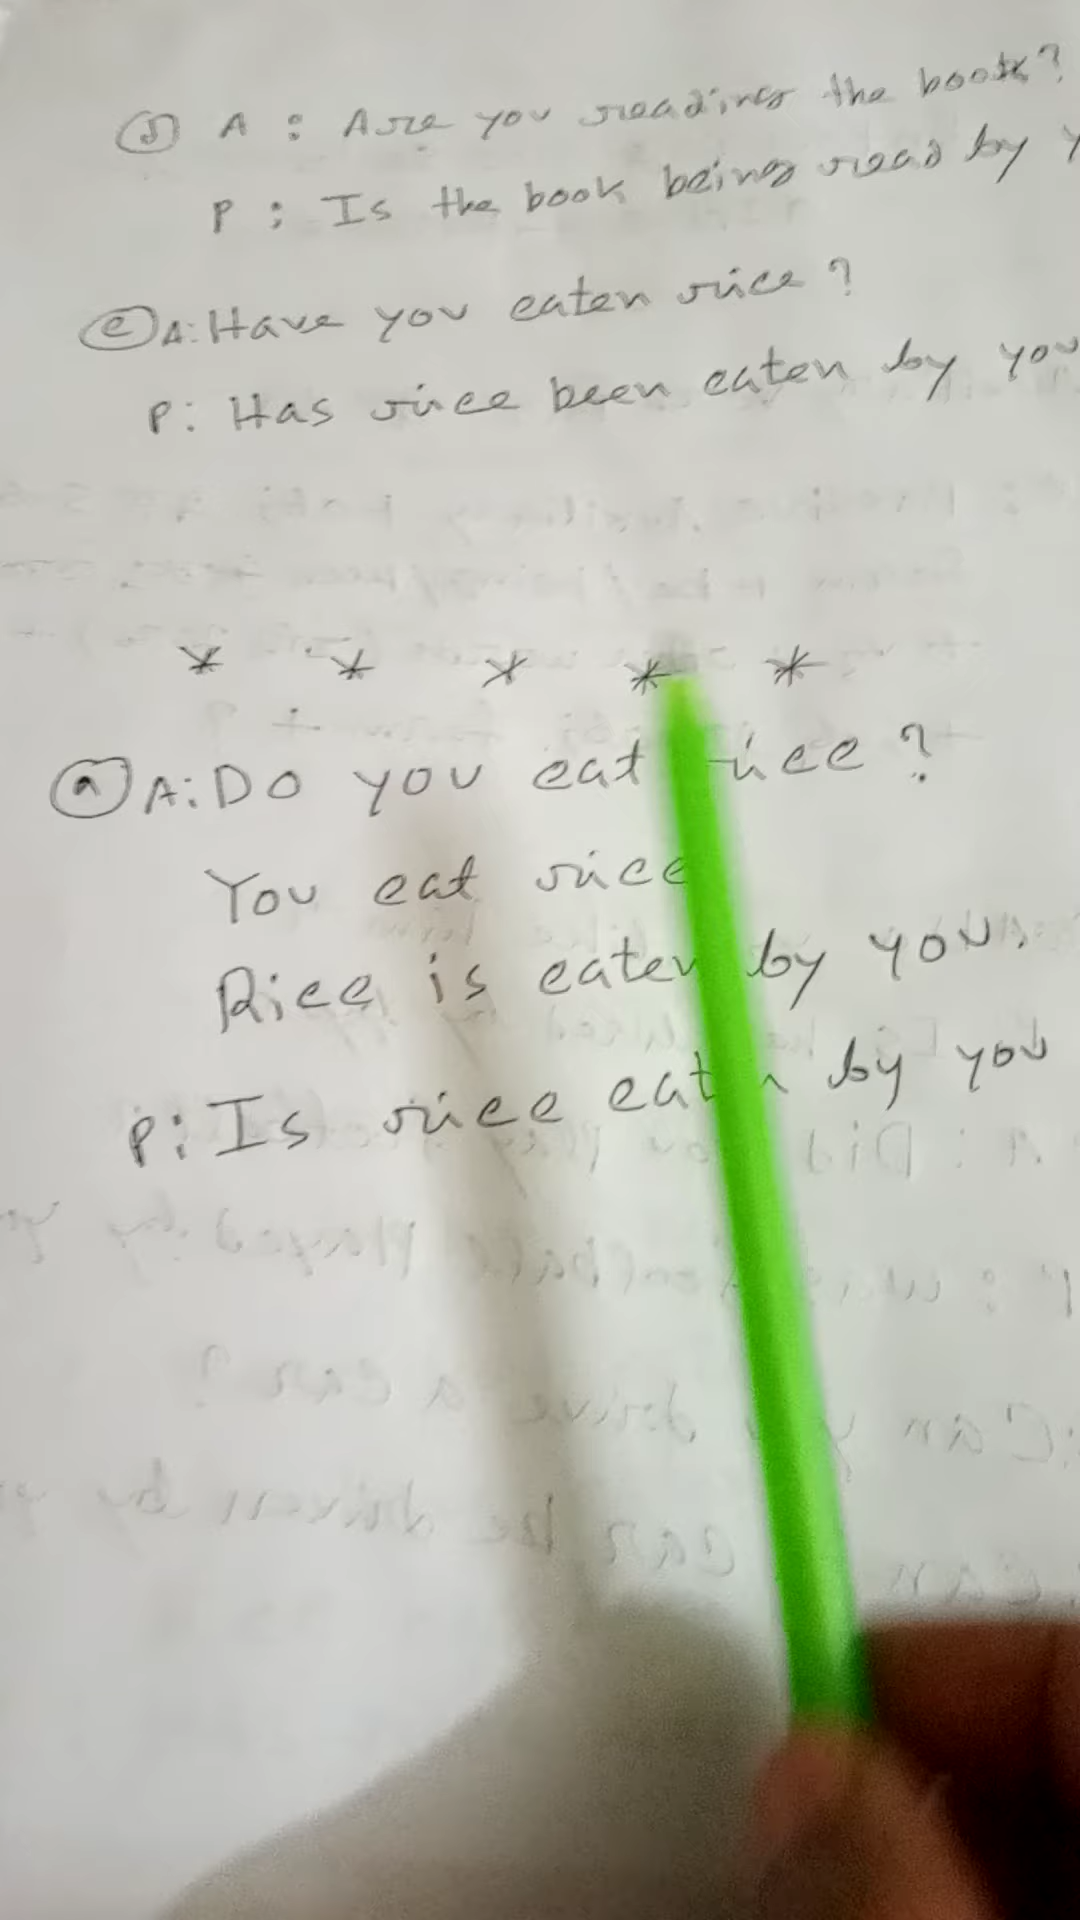 (d) A : Are you reading the book?
P : Is the book being read by
(e) A: Have you eaten rice?
P: Has rice been eaten by you
* * * * *
(a) A: Do you eat rice?
You eat rice
Rice is eaten by you.
P: Is rice eaten by you